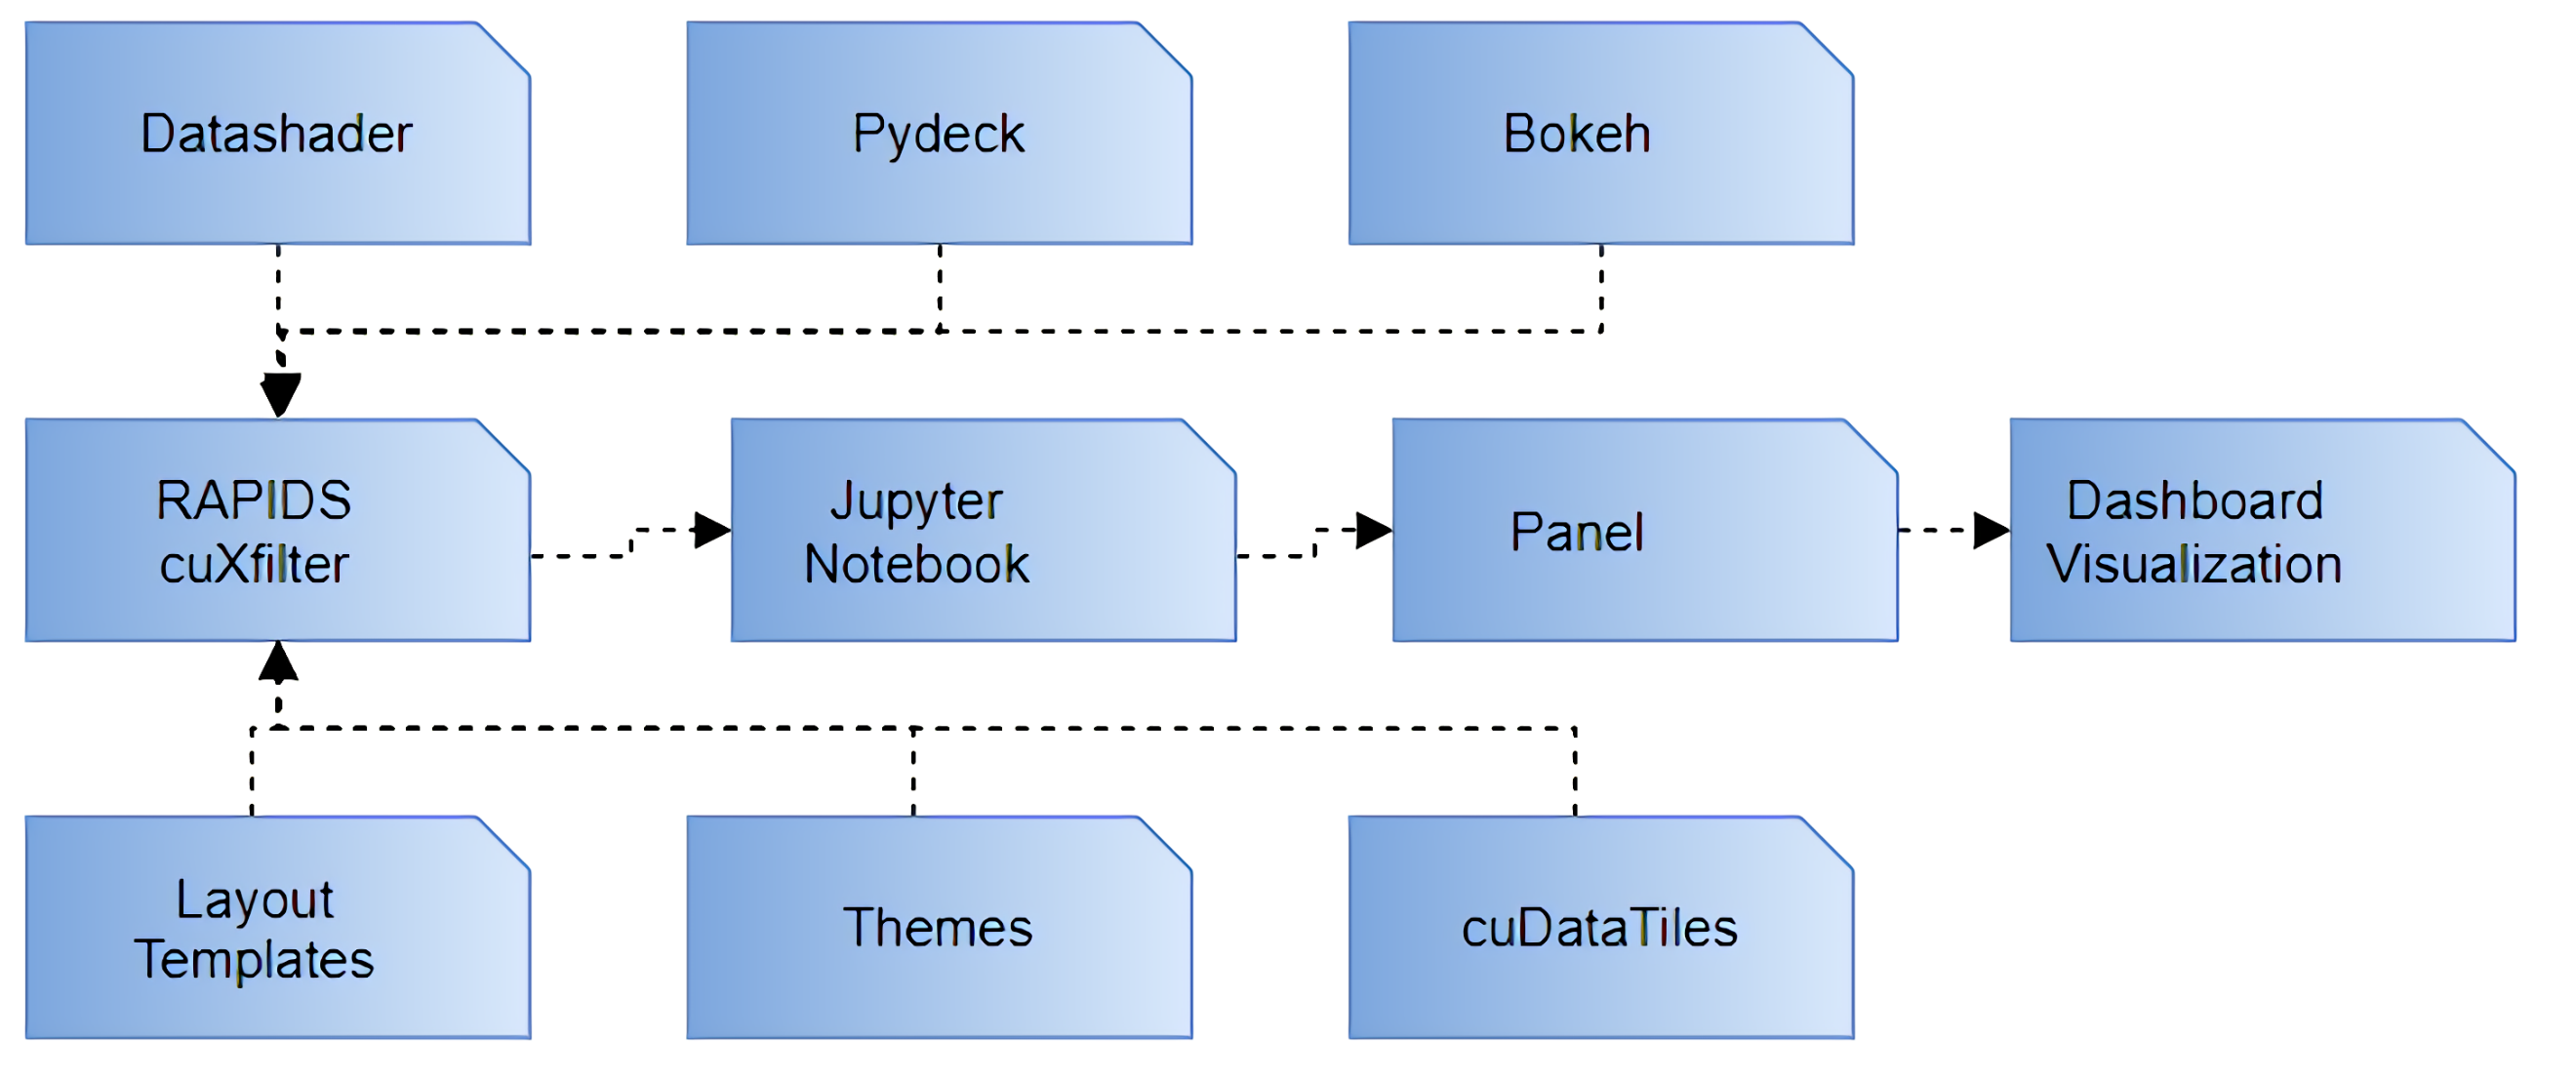 Datashader
Pydeck
Bokeh
RAPIDS
cuXfilter
Jupyter
Notebook
Panel
Dashboard
Visualization
Layout
Templates
Themes
cuDataTiles